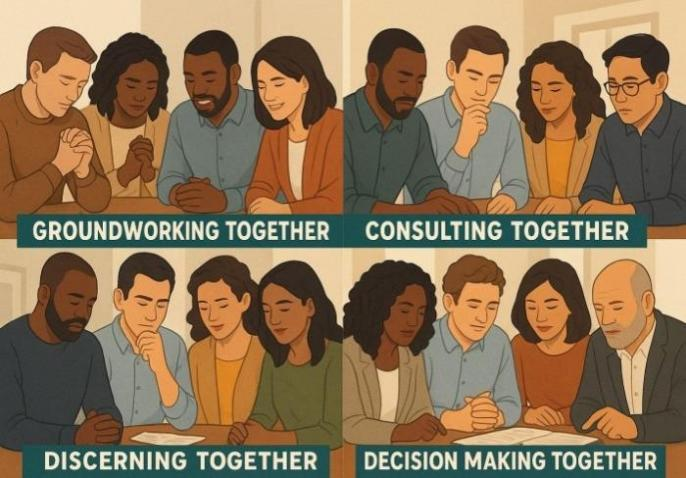 GROUNDWORKING TOGETHER
CONSULTING TOGETHER
DISCERNING TOGETHER
DECISION MAKING TOGETHER